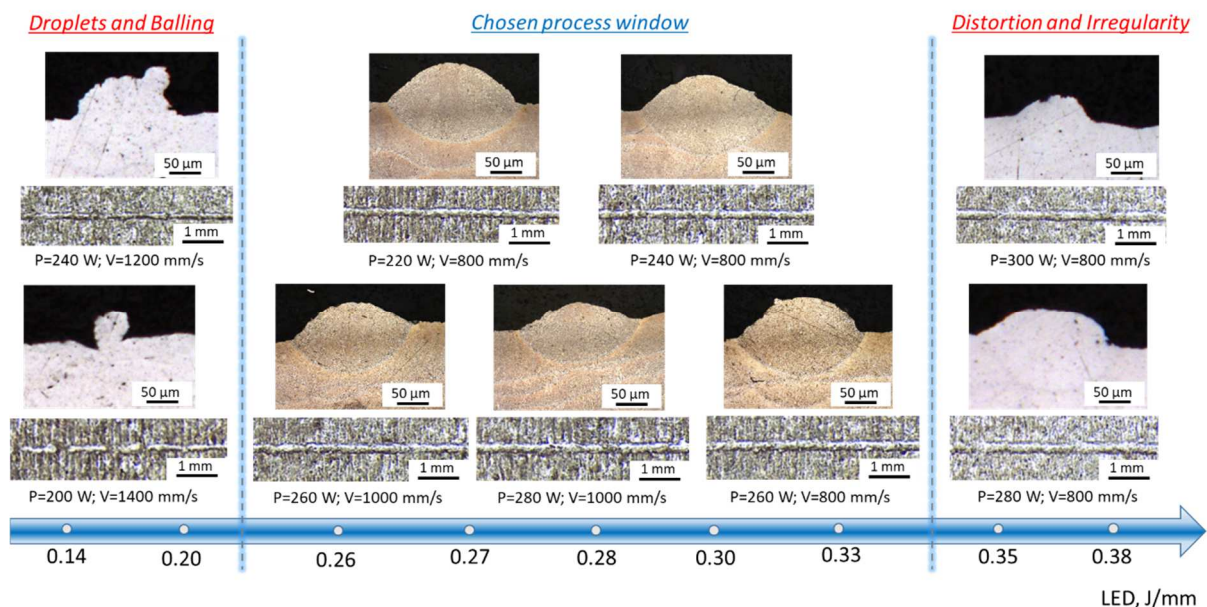 Droplets and Balling
Chosen process window
Distortion and Irregularity
50 µm
50 µm
50 µm
50 µm
1 mm
1 mm
1 mm
1 mm
P=240 W; V=1200 mm/s
P=220 W; V=800 mm/s
P=240 W; V=800 mm/s
P=300 W; V=800 mm/s
50 µm
50 µm
50 µm
50 µm
50 µm
1 mm
1 mm
1 mm
1 mm
1 mm
P=200 W; V=1400 mm/s
P=260 W; V=1000 mm/s
P=280 W; V=1000 mm/s
P=260 W; V=800 mm/s
P=280 W; V=800 mm/s
0.14
0.20
0.26
0.27
0.28
0.30
0.33
0.35
0.38
LED, J/mm